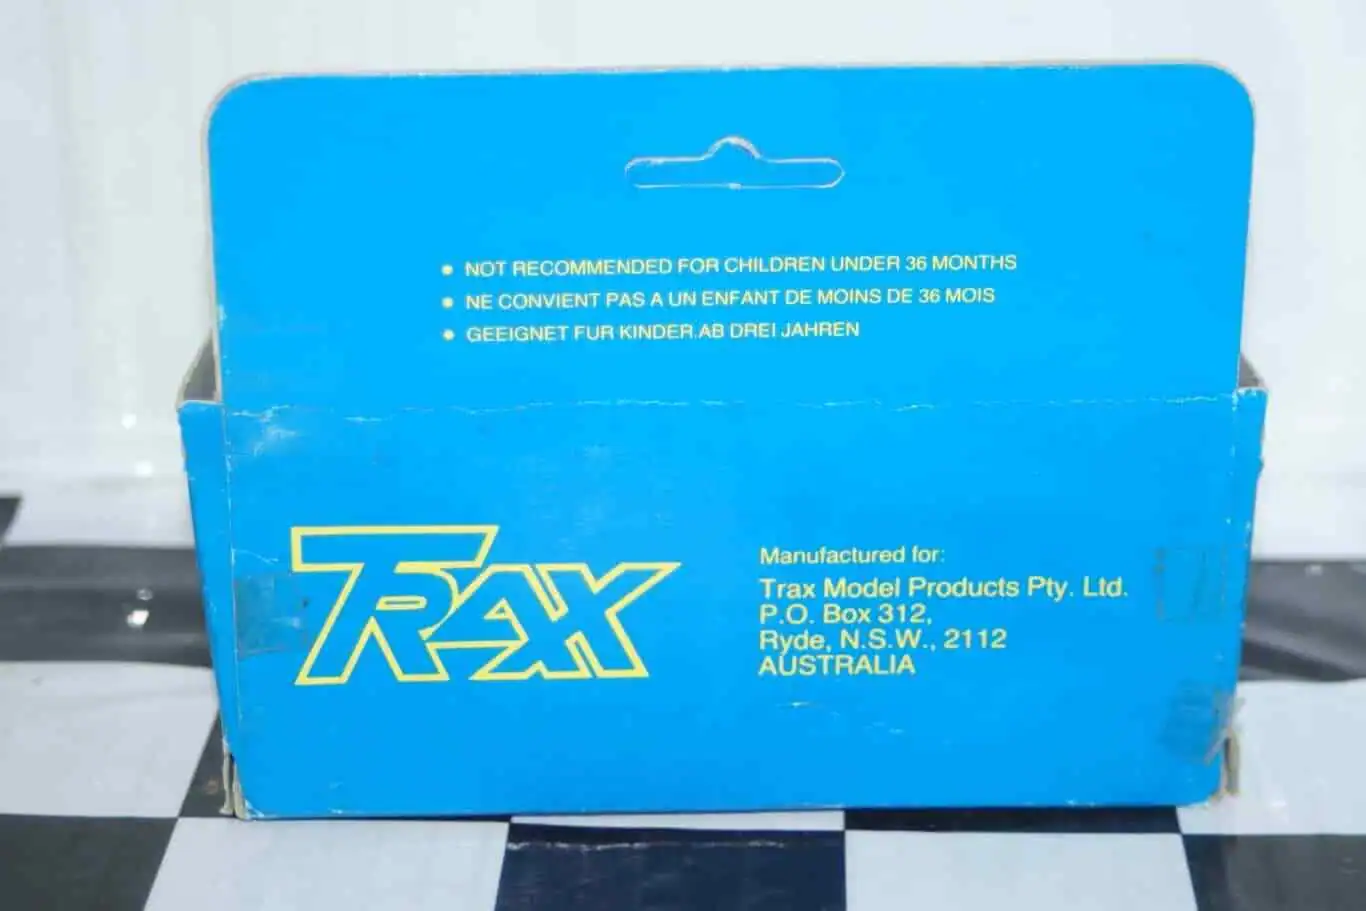 • NOT RECOMMENDED FOR CHILDREN UNDER 36 MONTHS
• NE CONVIENT PAS A UN ENFANT DE MOINS DE 36 MOIS
• GEEIGNET FUR KINDER.AB DREI JAHREN
TRAX
Manufactured for:
Trax Model Products Pty. Ltd.
P.O. Box 312,
Ryde, N.S.W., 2112
AUSTRALIA